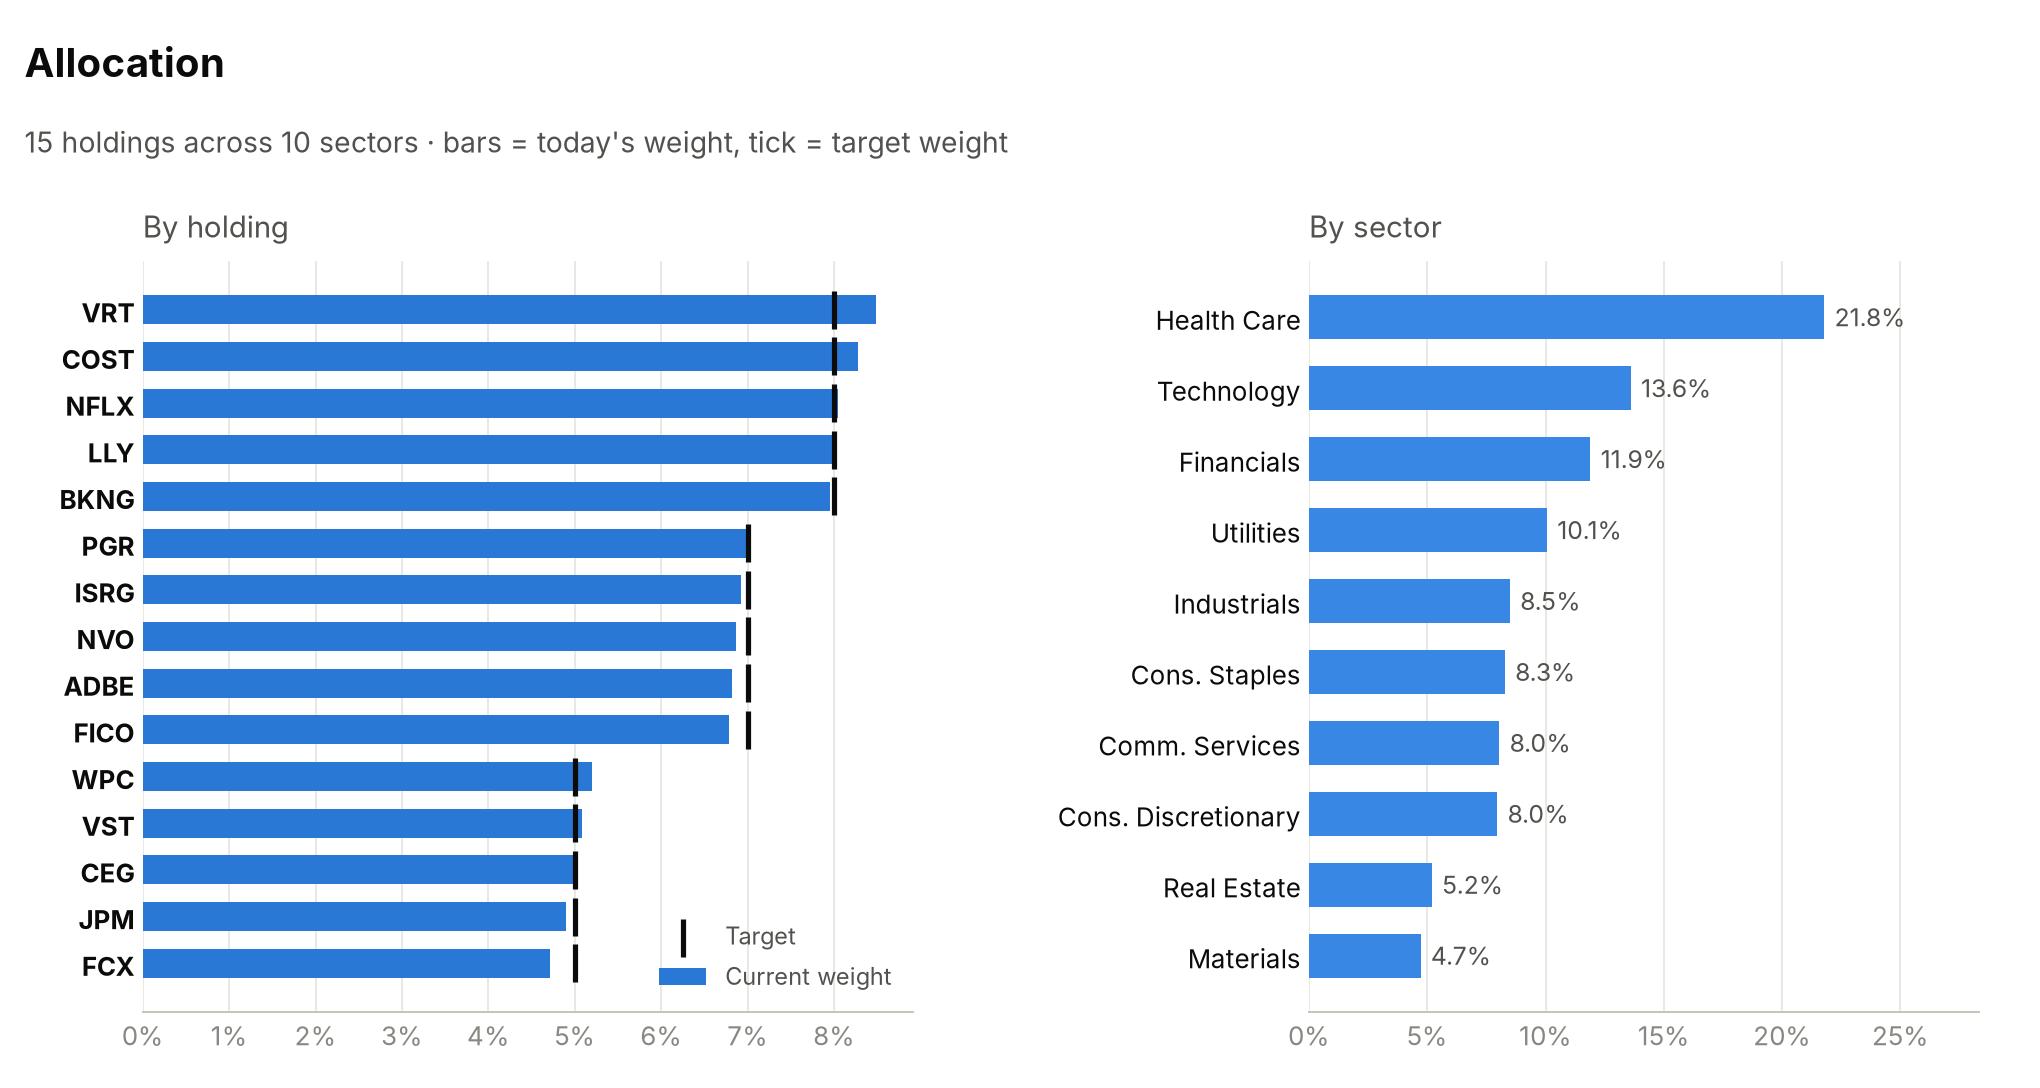 Allocation
15 holdings across 10 sectors · bars = today's weight, tick = target weight
By holding
VRT
COST
NFLX
LLY
BKNG
PGR
ISRG
NVO
ADBE
FICO
WPC
VST
CEG
JPM
FCX
Target
Current weight
0% 1% 2% 3% 4% 5% 6% 7% 8%
By sector
Health Care 21.8%
Technology 13.6%
Financials 11.9%
Utilities 10.1%
Industrials 8.5%
Cons. Staples 8.3%
Comm. Services 8.0%
Cons. Discretionary 8.0%
Real Estate 5.2%
Materials 4.7%
0% 5% 10% 15% 20% 25%